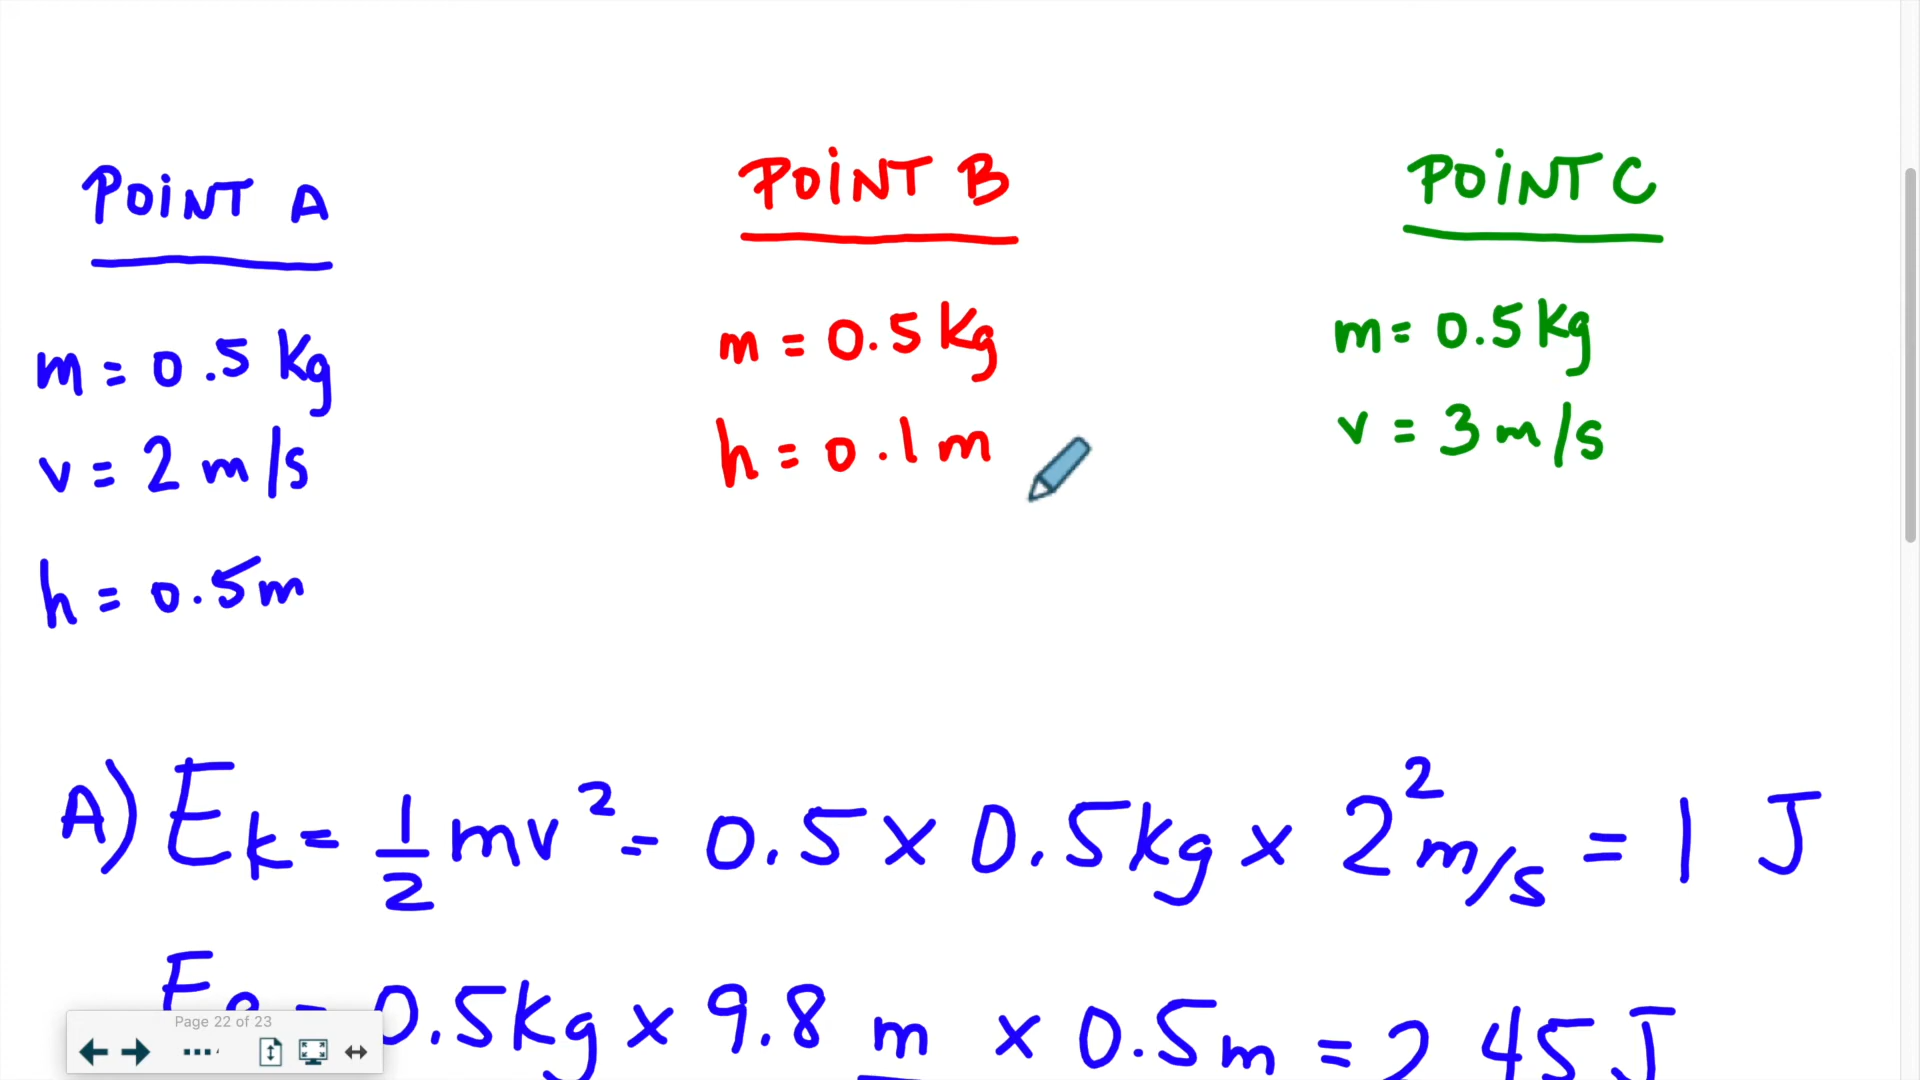 POINT A
m = 0.5 kg
v = 2 m/s
h = 0.5m
POINT B
m = 0.5 kg
h = 0.1 m
POINT C
m = 0.5 kg
v = 3 m/s
A) Ek = 1/2 mv² = 0.5 x 0.5kg x 2² m/s = 1 J
= 0.5kg x 9.8 m x 0.5m = 2.45 J
Page 22 of 23